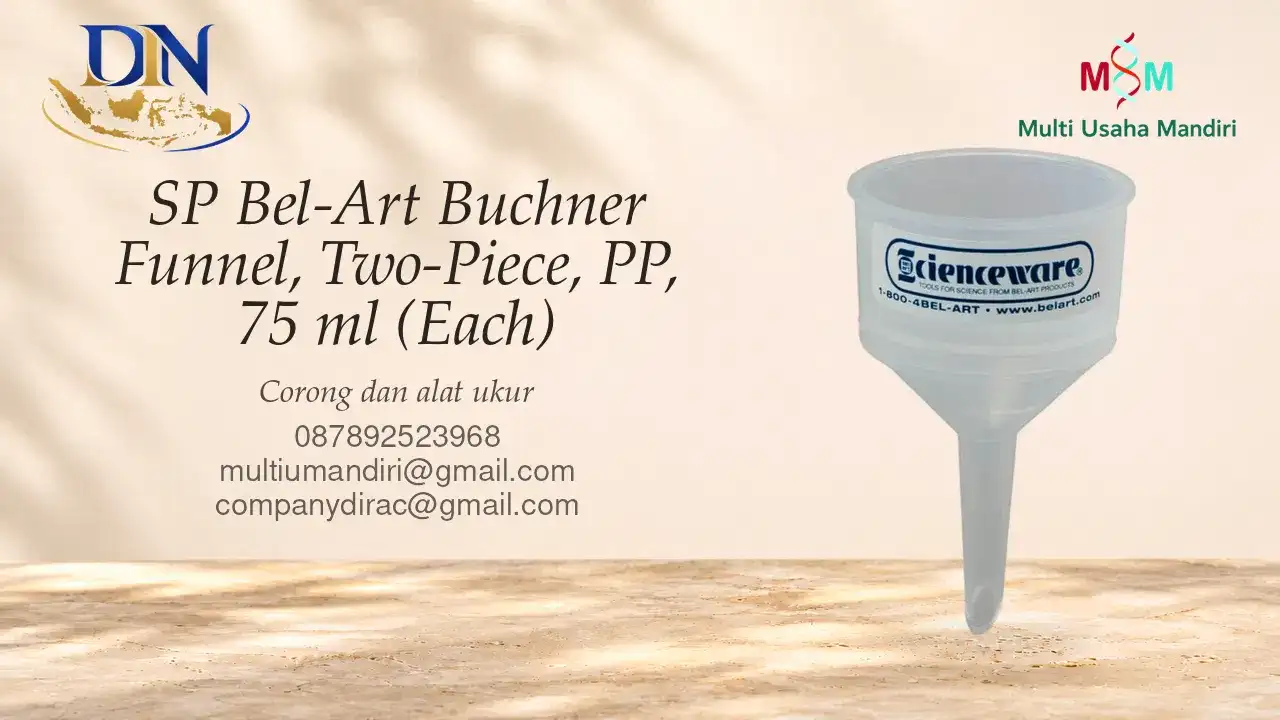 DIN
MSM
Multi Usaha Mandiri
SP Bel-Art Buchner
Funnel, Two-Piece, PP,
75 ml (Each)
Corong dan alat ukur
087892523968
multiumandiri@gmail.com
companydirac@gmail.com
Scienceware®
TOOLS FOR SCIENCE FROM BEL-ART PRODUCTS
1-800-4BEL-ART • www.belart.com